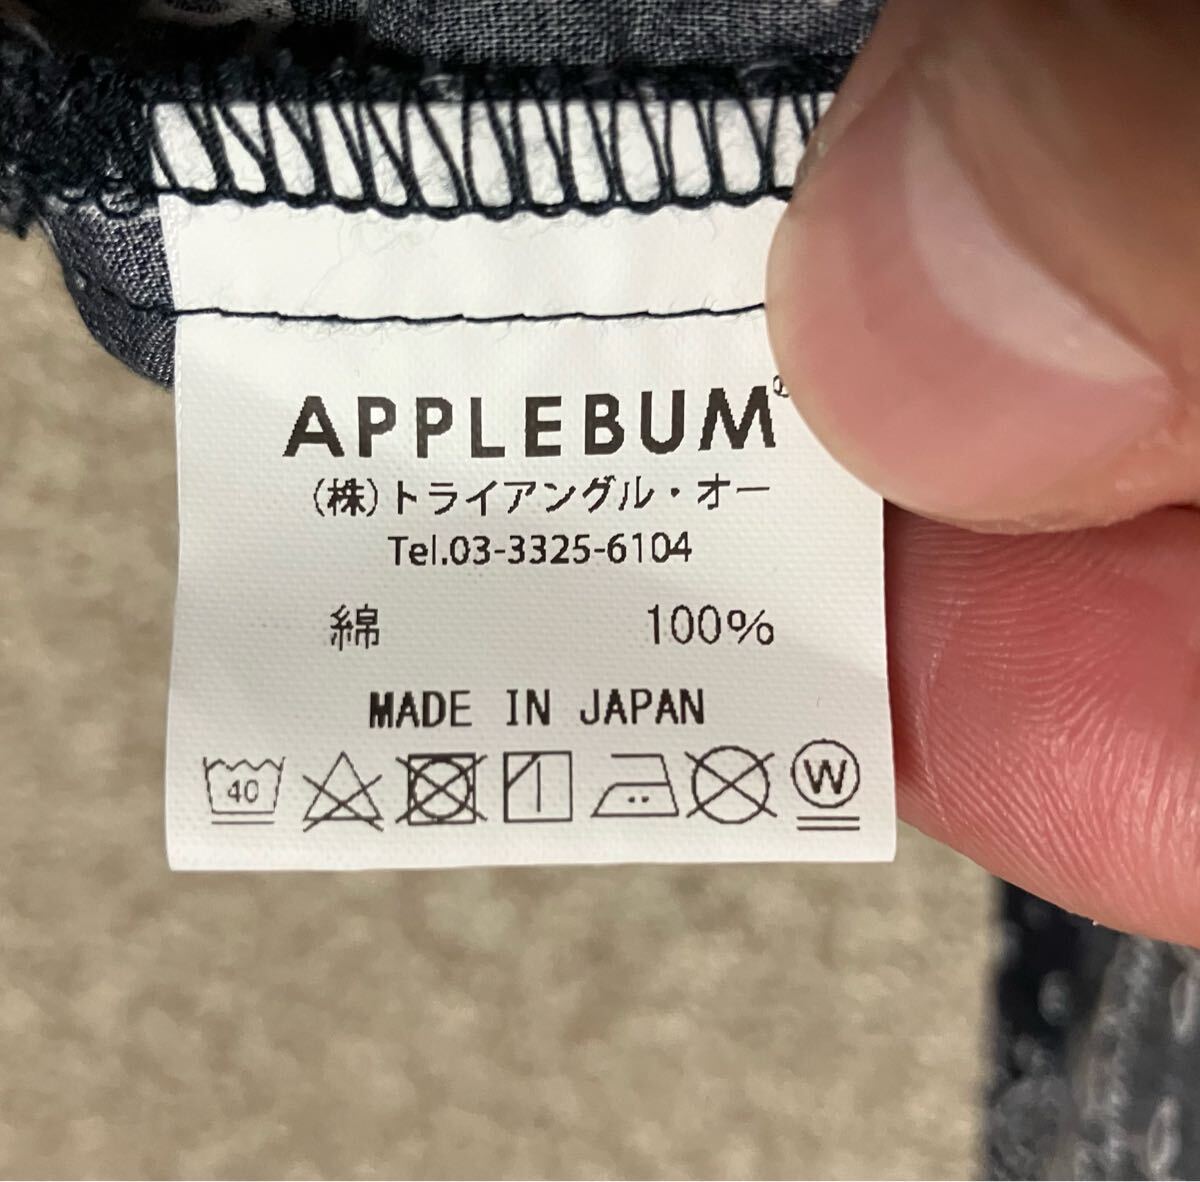 APPLEBUM®
(株)トライアングル・オー
Tel.03-3325-6104
綿 100%
MADE IN JAPAN
40 W